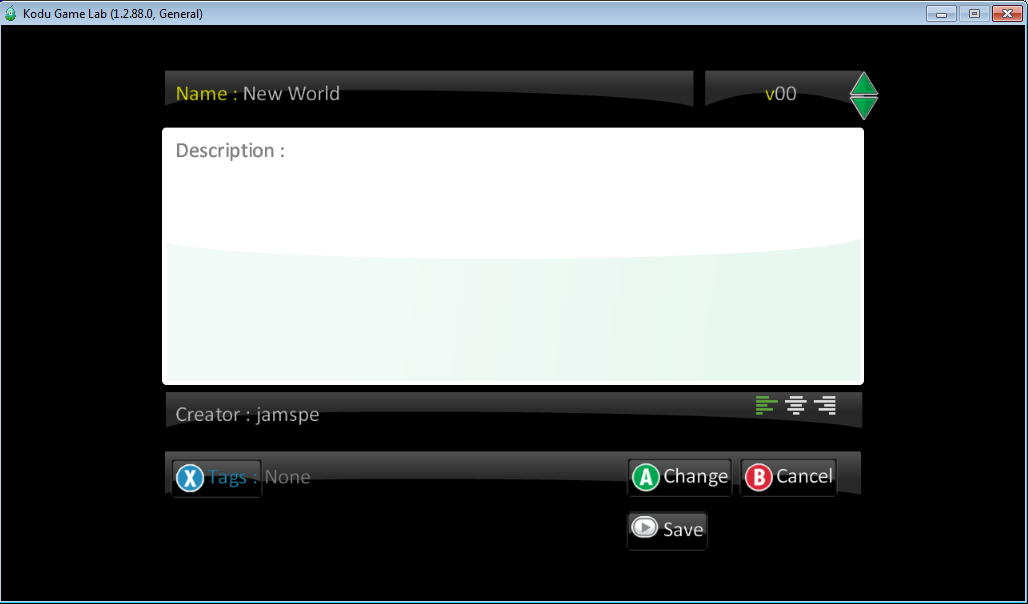 Kodu Game Lab (1.2.88.0, General)
Name : New World
v00
Description :
Creator : jamspe
X Tags : None
A Change
B Cancel
Save